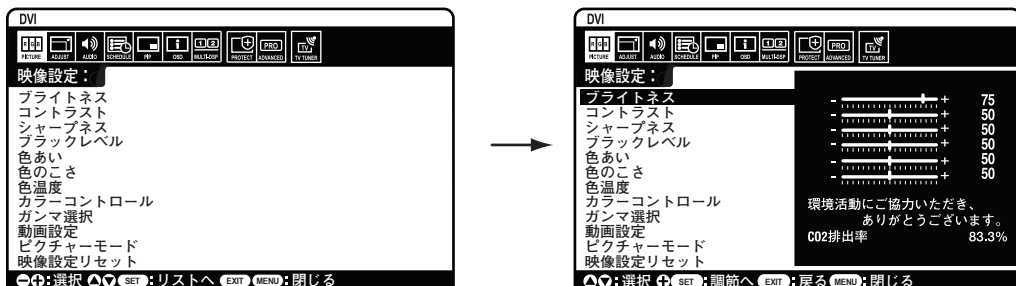 DVI
RGB PICTURE ADJUST AUDIO SCHEDULE PIP OSD MULTI-DSP PROTECT PRO ADVANCED TV TV TUNER
映像設定：
ブライトネス
コントラスト
シャープネス
ブラックレベル
色あい
色のこさ
色温度
カラーコントロール
ガンマ選択
動画設定
ピクチャーモード
映像設定リセット
:選択 SET:リストへ EXIT MENU:閉じる
DVI
RGB PICTURE ADJUST AUDIO SCHEDULE PIP OSD MULTI-DSP PROTECT PRO ADVANCED TV TV TUNER
映像設定：
ブライトネス - + 75
コントラスト - + 50
シャープネス - + 50
ブラックレベル - + 50
色あい - + 50
色のこさ - + 50
色温度
カラーコントロール
ガンマ選択
動画設定
ピクチャーモード
映像設定リセット
環境活動にご協力いただき、
ありがとうございます。
CO2排出率 83.3%
:選択 SET:調節へ EXIT:戻る MENU:閉じる